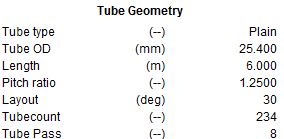 Tube Geometry
Tube type (--) Plain
Tube OD (mm) 25.400
Length (m) 6.000
Pitch ratio (--) 1.2500
Layout (deg) 30
Tubecount (--) 234
Tube Pass (--) 8